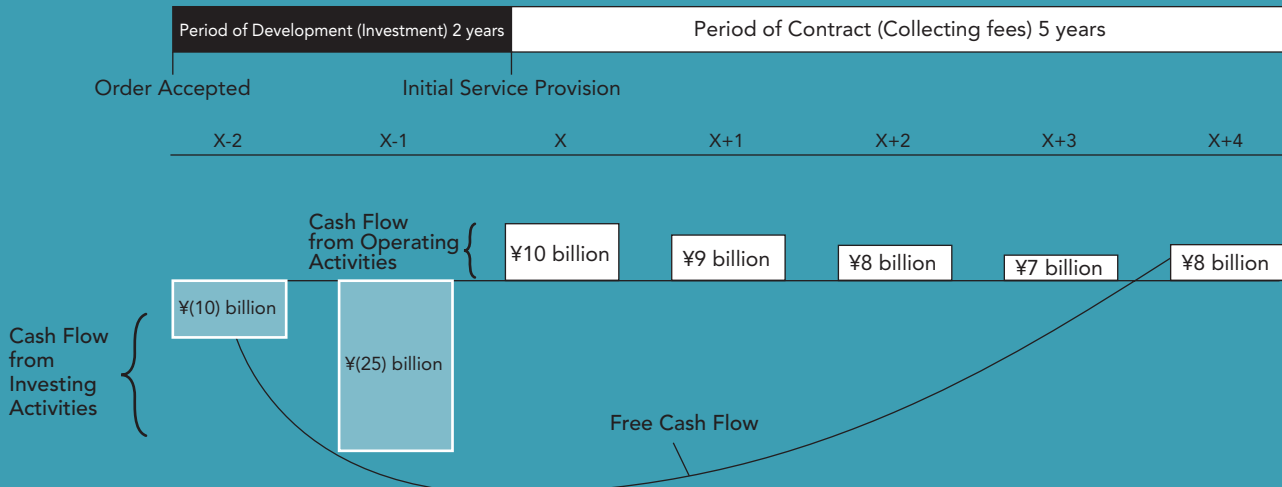 Period of Development (Investment) 2 years
Period of Contract (Collecting fees) 5 years
Order Accepted
Initial Service Provision
X-2
X-1
X
X+1
X+2
X+3
X+4
Cash Flow
from Operating
Activities
¥10 billion
¥9 billion
¥8 billion
¥7 billion
¥8 billion
¥(10) billion
¥(25) billion
Cash Flow
from
Investing
Activities
Free Cash Flow